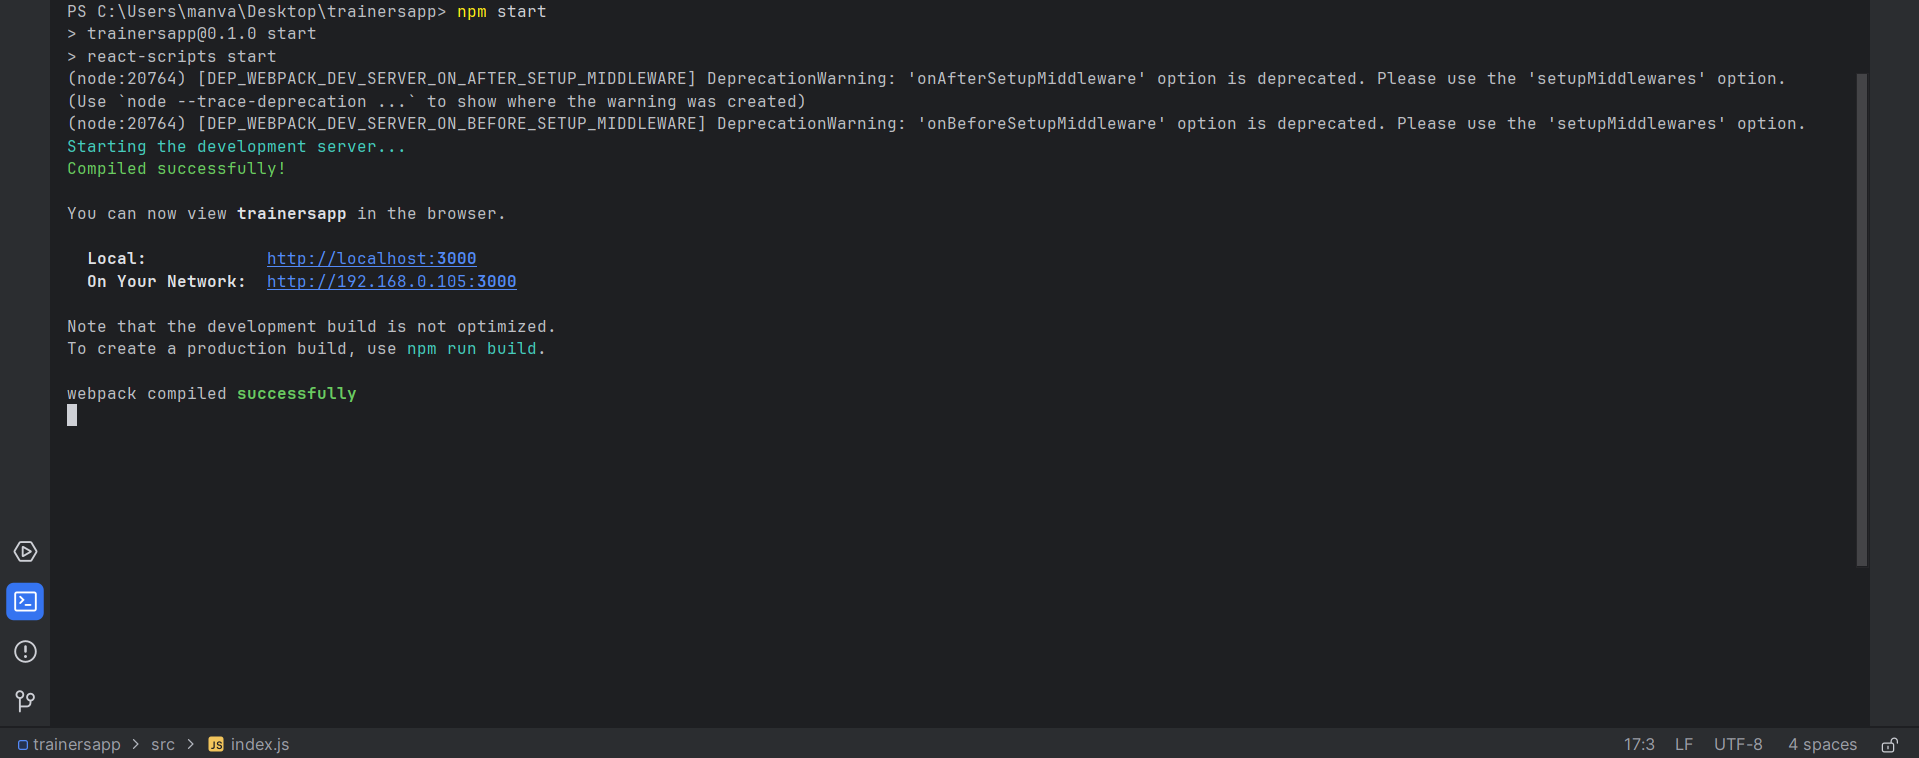 PS C:\Users\manva\Desktop\trainersapp> npm start
> trainersapp@0.1.0 start
> react-scripts start
(node:20764) [DEP_WEBPACK_DEV_SERVER_ON_AFTER_SETUP_MIDDLEWARE] DeprecationWarning: 'onAfterSetupMiddleware' option is deprecated. Please use the 'setupMiddlewares' option.
(Use `node --trace-deprecation ...` to show where the warning was created)
(node:20764) [DEP_WEBPACK_DEV_SERVER_ON_BEFORE_SETUP_MIDDLEWARE] DeprecationWarning: 'onBeforeSetupMiddleware' option is deprecated. Please use the 'setupMiddlewares' option.
Starting the development server...
Compiled successfully!
You can now view trainersapp in the browser.
Local: http://localhost:3000
On Your Network: http://192.168.0.105:3000
Note that the development build is not optimized.
To create a production build, use npm run build.
webpack compiled successfully
trainersapp > src > JS index.js 17:3 LF UTF-8 4 spaces